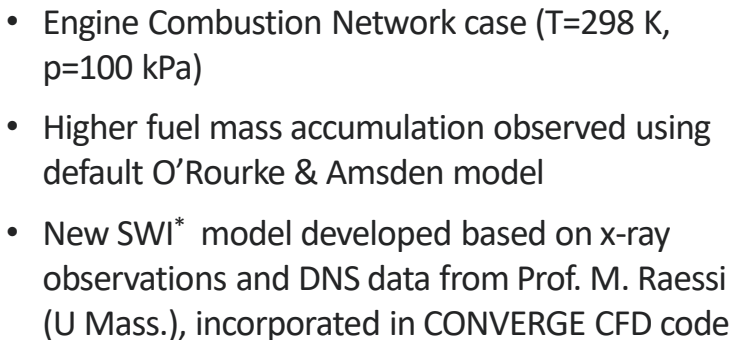 • Engine Combustion Network case (T=298 K,
p=100 kPa)
• Higher fuel mass accumulation observed using
default O’Rourke & Amsden model
• New SWI* model developed based on x-ray
observations and DNS data from Prof. M. Raessi
(U Mass.), incorporated in CONVERGE CFD code